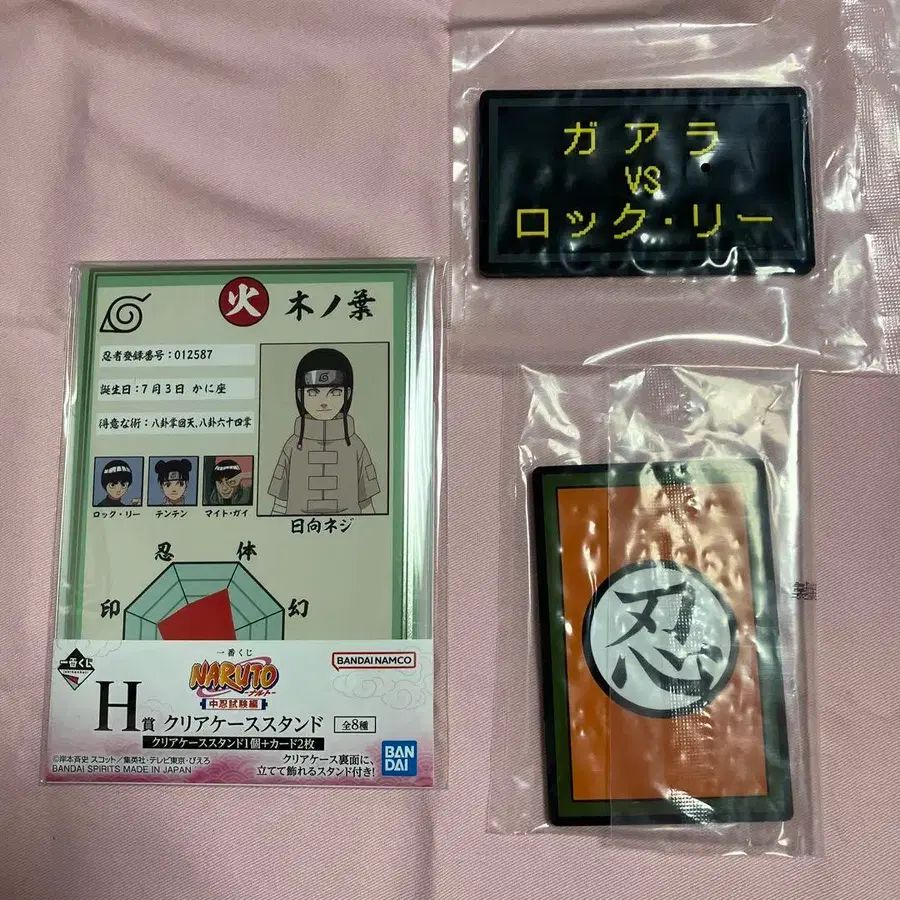 ガアラ
VS
ロック・リー
火 木ノ葉
忍者登録番号：012587
誕生日：7月3日 かに座
得意な術：八卦掌回天、八卦六十四掌
ロック・リー テンテン マイト・ガイ
日向ネジ
忍 体
印 幻
忍
一番くじ
一番くじ
NARUTO
ーナルトー
中忍試験編
BANDAI NAMCO
H賞 クリアケーススタンド 全8種
クリアケーススタンド1個+カード2枚
©岸本斉史 スコット／集英社・テレビ東京・ぴえろ
BANDAI SPIRITS MADE IN JAPAN
クリアケース裏面に、
立てて飾れるスタンド付き!
BAN
DAI